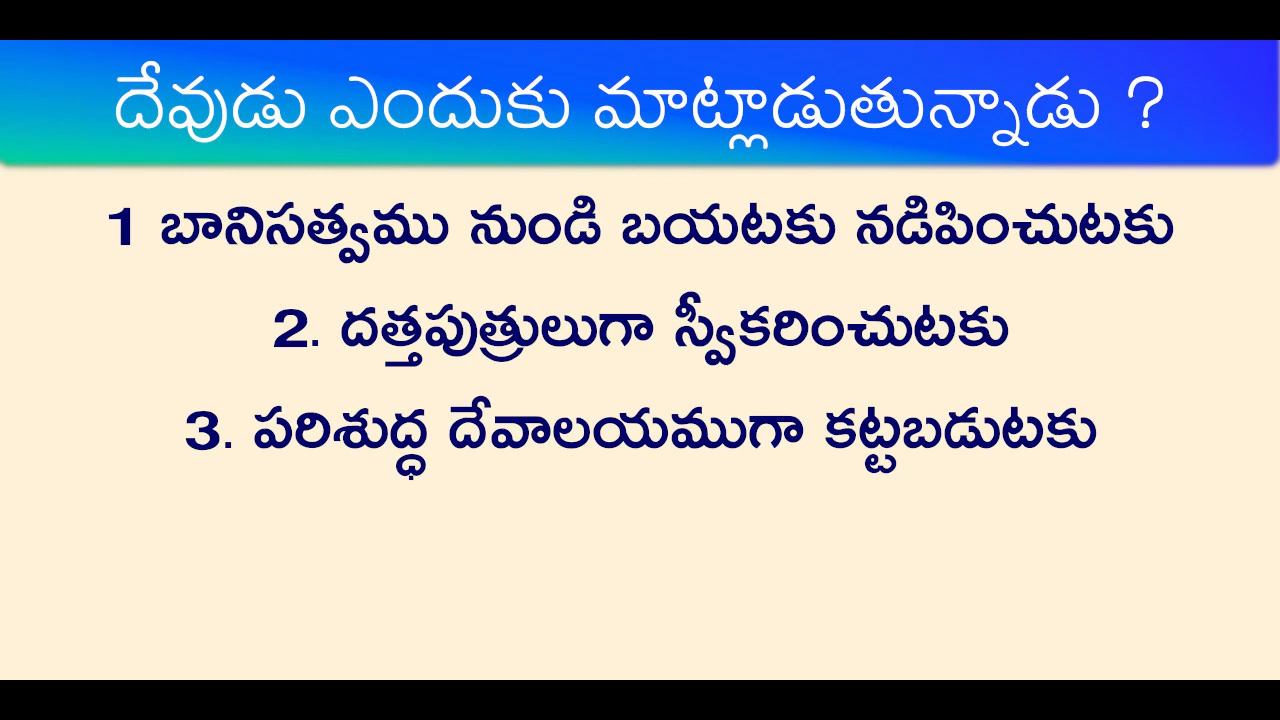 దేవుడు ఎందుకు మాట్లాడుతున్నాడు ?
1 బానిసత్వము నుండి బయటకు నడిపించుటకు
2. దత్తపుత్రులుగా స్వీకరించుటకు
3. పరిశుద్ధ దేవాలయముగా కట్టబడుటకు